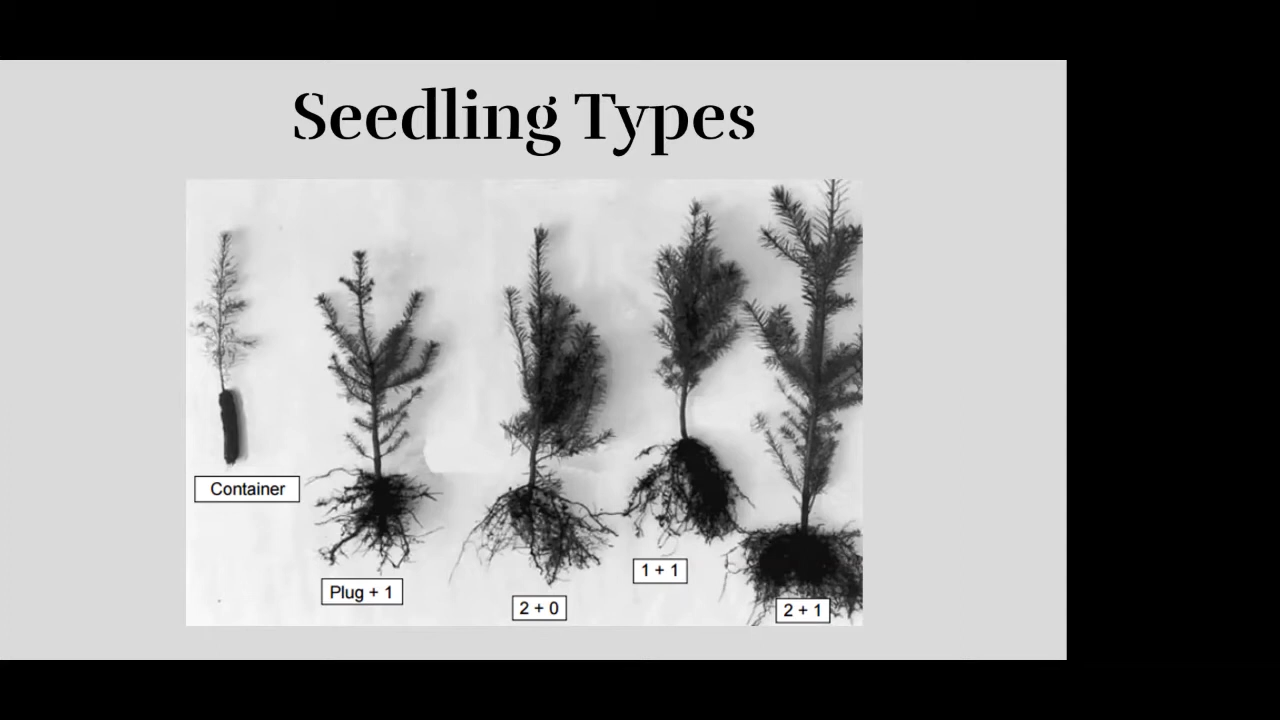 Seedling Types
Container
Plug + 1
2 + 0
1 + 1
2 + 1